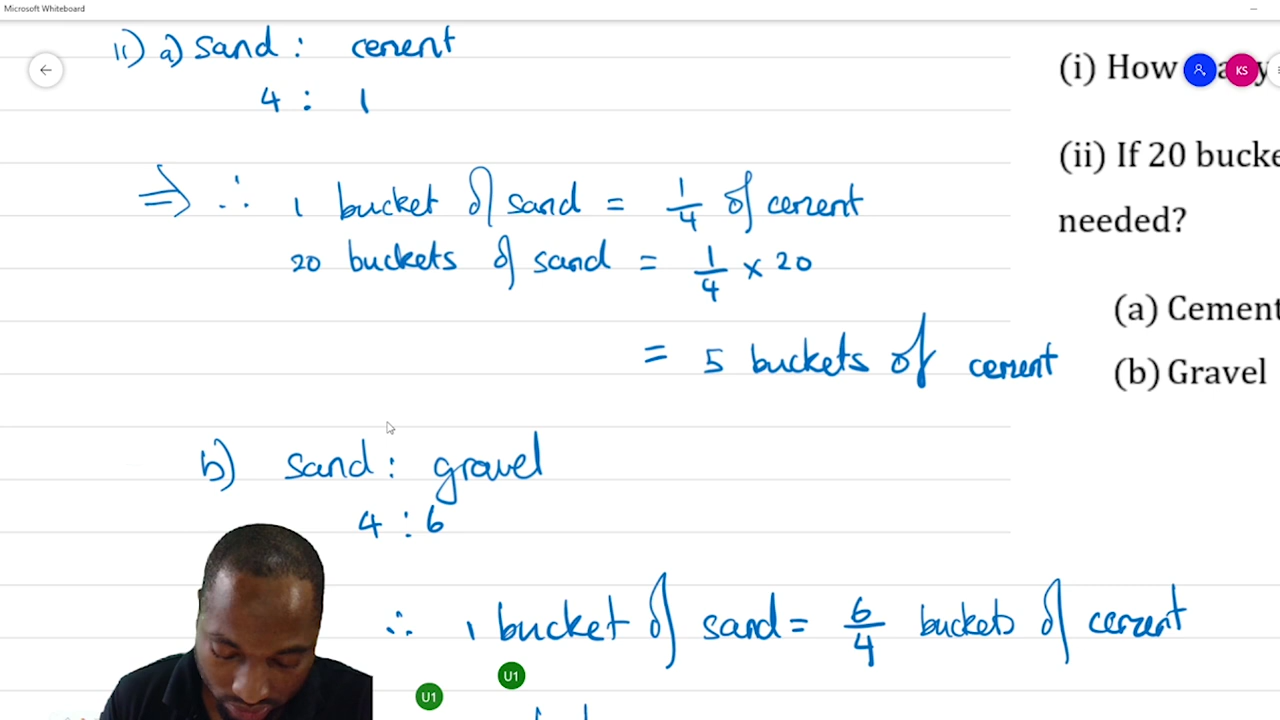 Microsoft Whiteboard
ii) a) sand : cement
4 : 1
⇒ ∴ 1 bucket of sand = 1/4 of cement
20 buckets of sand = 1/4 × 20
= 5 buckets of cement
b) sand : gravel
4 : 6
∴ 1 bucket of sand = 6/4 buckets of cement
(i) How
KS
(ii) If 20 bucke
needed?
(a) Cement
(b) Gravel
U1
U1